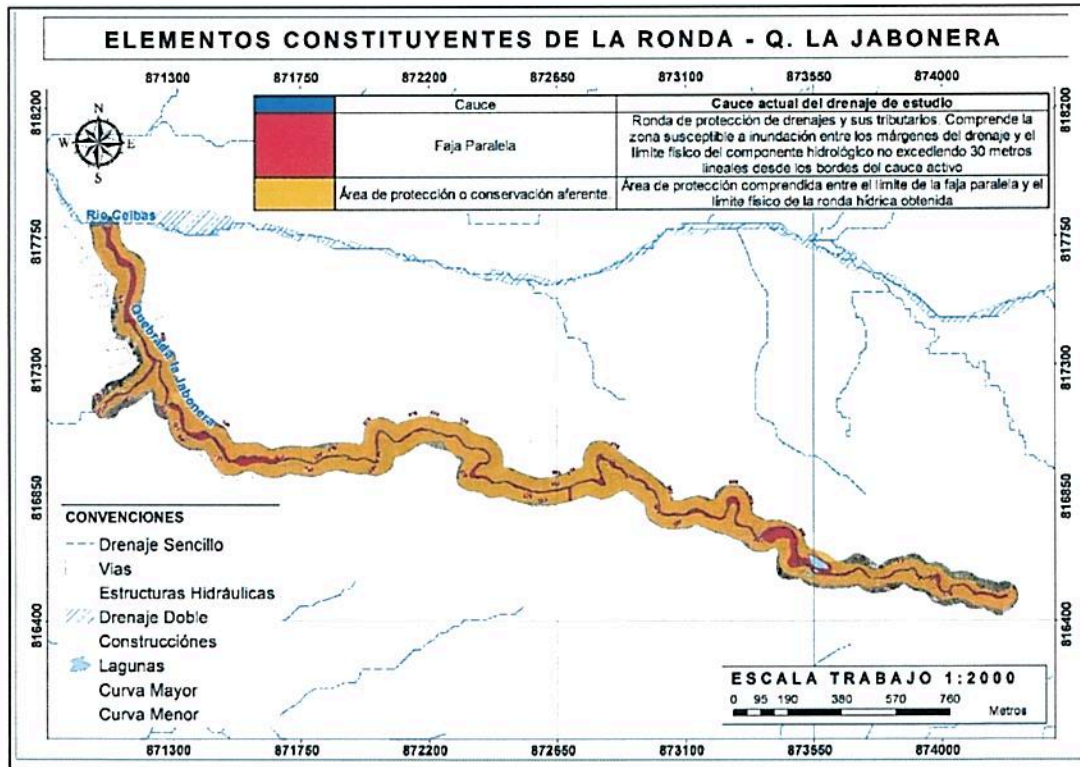 ELEMENTOS CONSTITUYENTES DE LA RONDA - Q. LA JABONERA
871300 871750 872200 872650 873100 873550 874000
818200 818200
Cauce Cauce actual del drenaje de estudio
Faja Paralela
Ronda de protección de drenajes y sus tributarios. Comprende la
zona susceptible a inundación entre los márgenes del drenaje y el
límite físico del componente hidrológico no excediendo 30 metros
lineales desde los bordes del cauce activo
Área de protección o conservación aferente.
Área de protección comprendida entre el límite de la faja paralela y el
límite físico de la ronda hídrica obtenida
N
W E
S
Río Ceibas
817750 817750
Quebrada la Jabonera
817300 817300
816850 816850
CONVENCIONES
Drenaje Sencillo
Vias
Estructuras Hidráulicas
Drenaje Doble
Construcciónes
Lagunas
Curva Mayor
Curva Menor
816400 816400
ESCALA TRABAJO 1:2000
0 95 190 380 570 760
Metros
871300 871750 872200 872650 873100 873550 874000